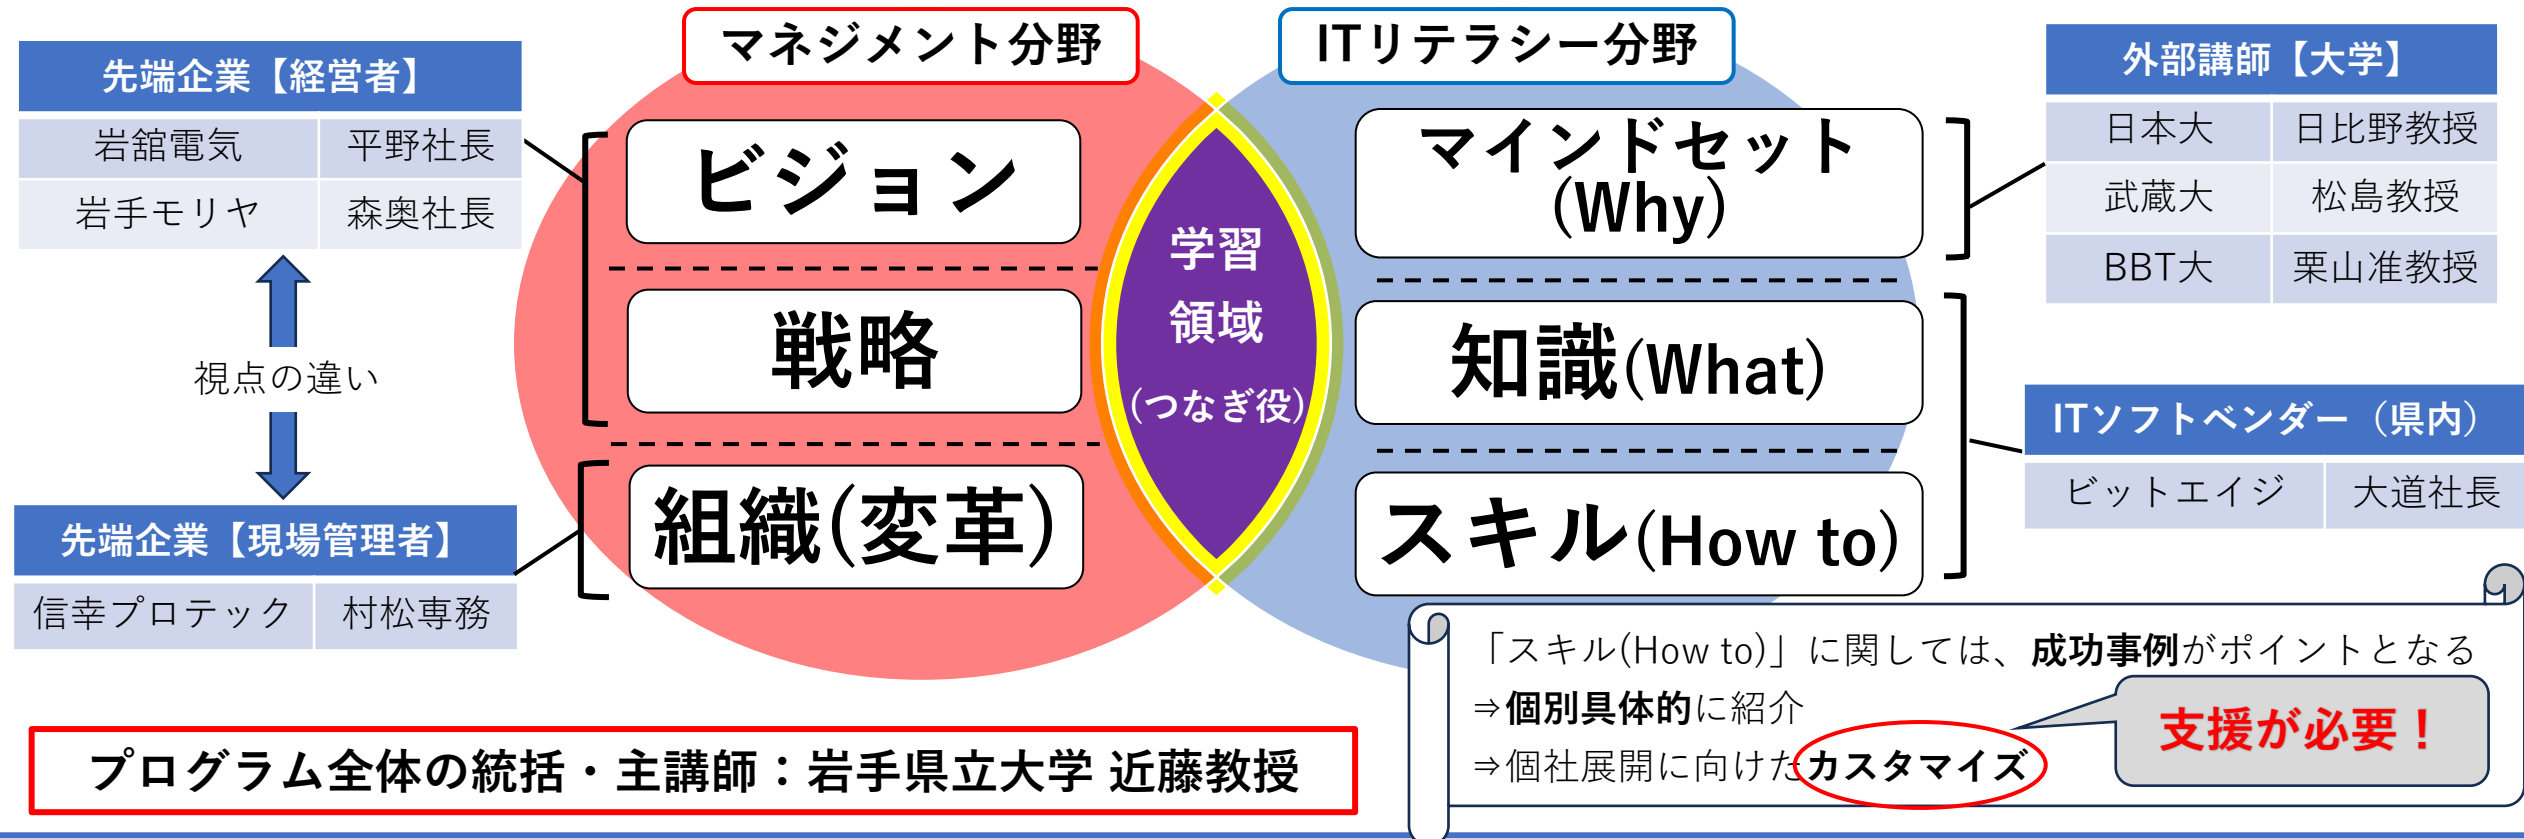 マネジメント分野
ITリテラシー分野
先端企業【経営者】
岩舘電気 平野社長
岩手モリヤ 森奥社長
視点の違い
先端企業【現場管理者】
信幸プロテック 村松専務
ビジョン
戦略
組織(変革)
学習
領域
(つなぎ役)
マインドセット
(Why)
知識(What)
スキル(How to)
外部講師【大学】
日本大 日比野教授
武蔵大 松島教授
BBT大 栗山准教授
ITソフトベンダー（県内）
ビットエイジ 大道社長
「スキル(How to)」に関しては、成功事例がポイントとなる
⇒個別具体的に紹介
⇒個社展開に向けたカスタマイズ
支援が必要！
プログラム全体の統括・主講師：岩手県立大学 近藤教授